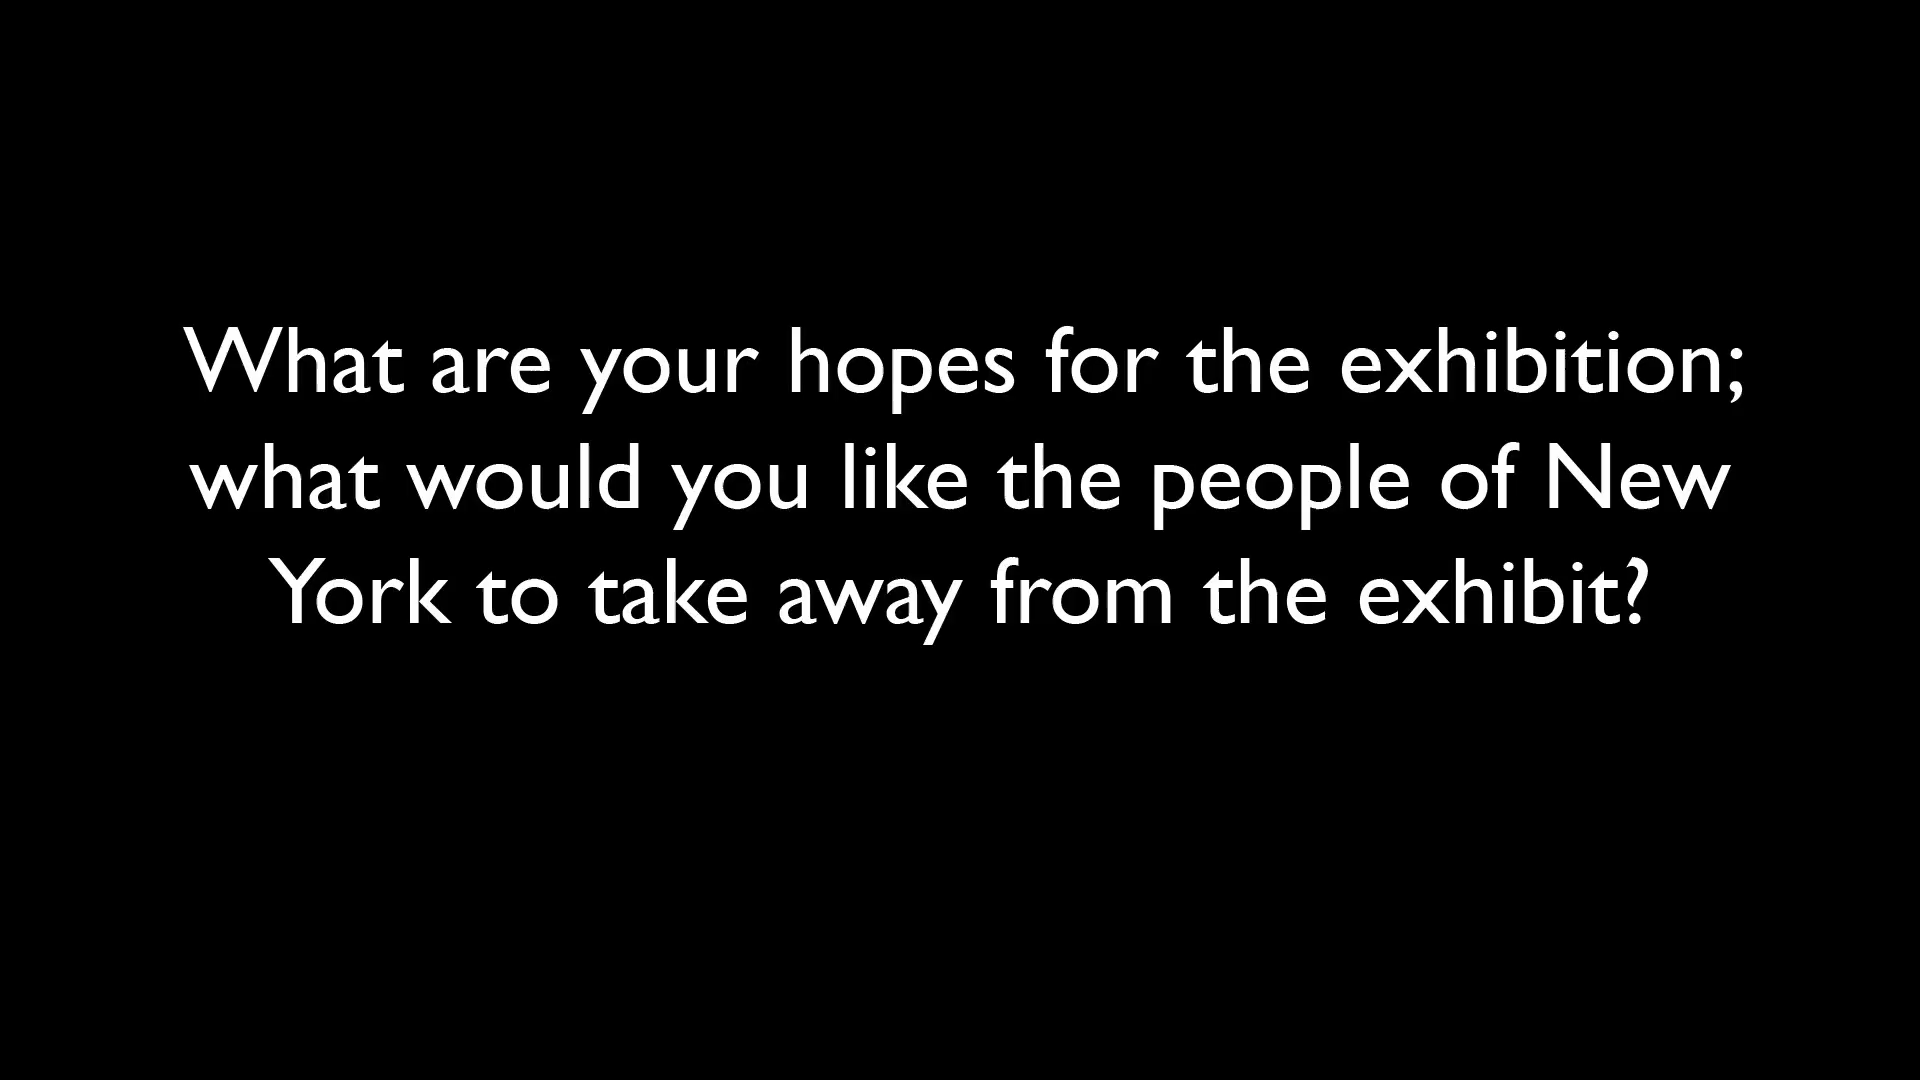 What are your hopes for the exhibition;
what would you like the people of New
York to take away from the exhibit?